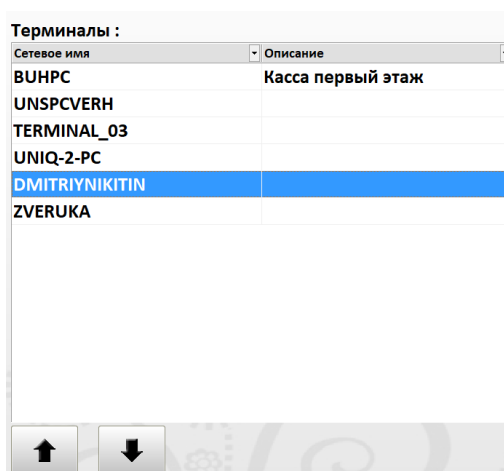 Терминалы :
Сетевое имя Описание
BUHPC Касса первый этаж
UNSPCVERH
TERMINAL_03
UNIQ-2-PC
DMITRIYNIKITIN
ZVERUKA